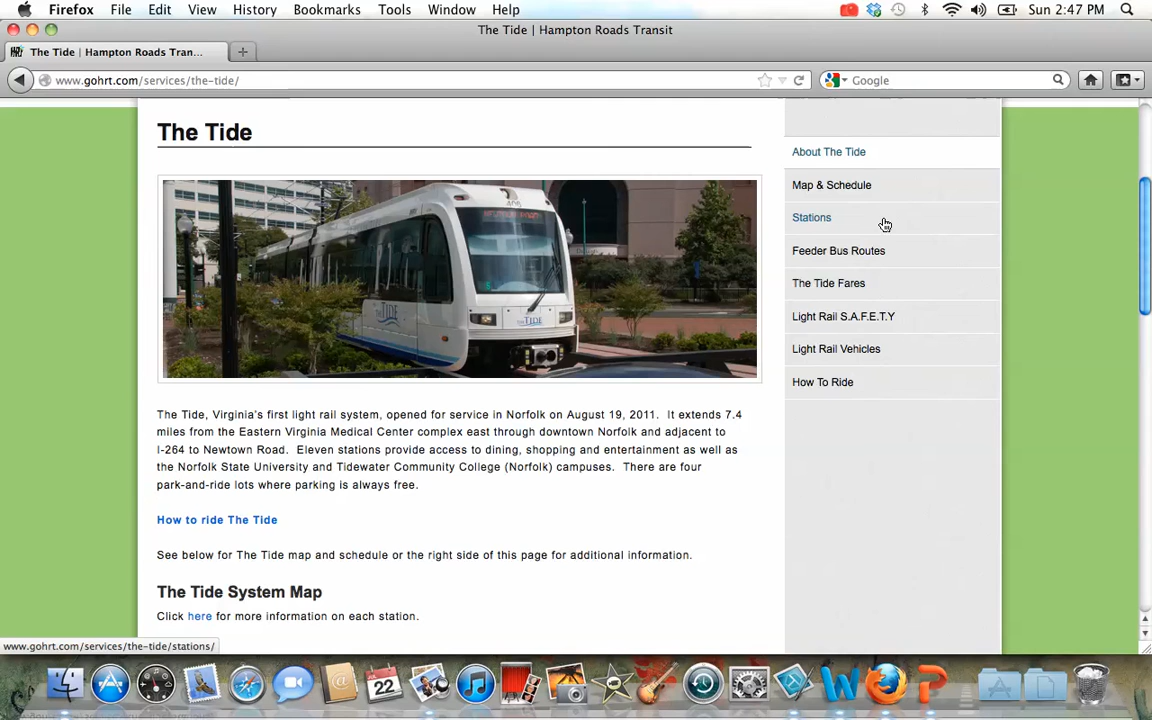 Firefox File Edit View History Bookmarks Tools Window Help Sun 2:47 PM
The Tide | Hampton Roads Transit
The Tide | Hampton Roads Tran...
www.gohrt.com/services/the-tide/
Google
The Tide
About The Tide
Map & Schedule
Stations
Feeder Bus Routes
The Tide Fares
Light Rail S.A.F.E.T.Y
Light Rail Vehicles
How To Ride
405
THE TIDE
THE TIDE
The Tide, Virginia's first light rail system, opened for service in Norfolk on August 19, 2011. It extends 7.4
miles from the Eastern Virginia Medical Center complex east through downtown Norfolk and adjacent to
I-264 to Newtown Road. Eleven stations provide access to dining, shopping and entertainment as well as
the Norfolk State University and Tidewater Community College (Norfolk) campuses. There are four
park-and-ride lots where parking is always free.
How to ride The Tide
See below for The Tide map and schedule or the right side of this page for additional information.
The Tide System Map
Click here for more information on each station.
www.gohrt.com/services/the-tide/stations/
22